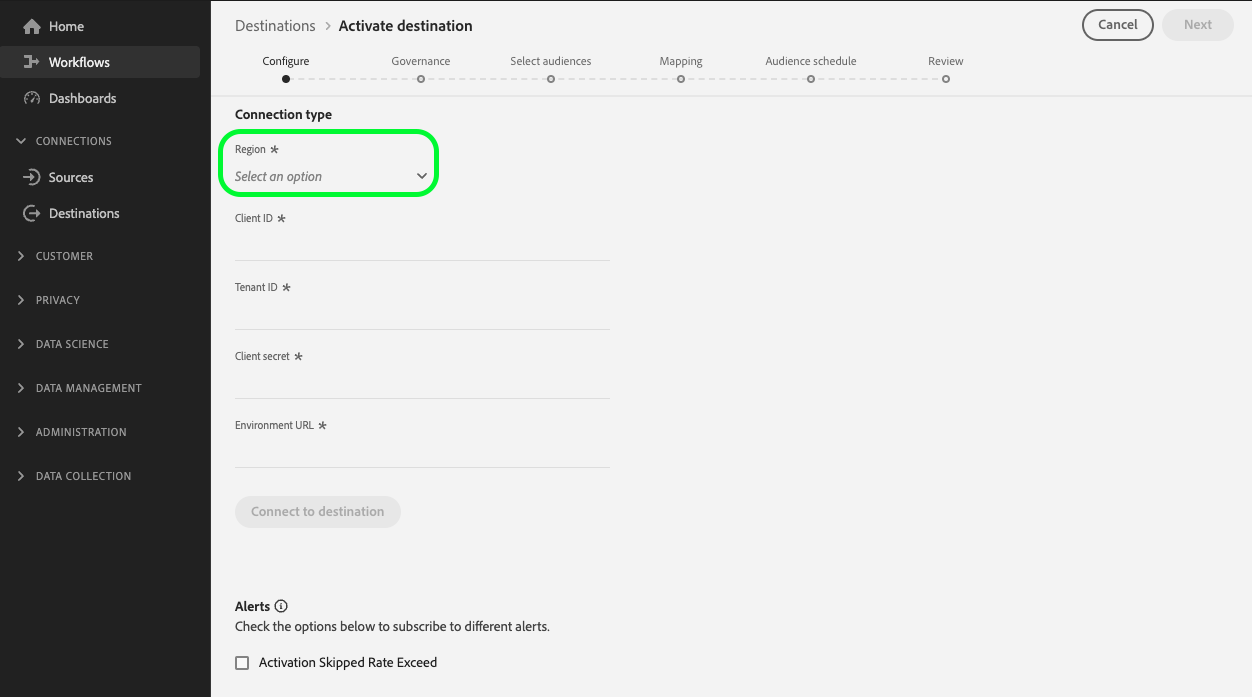 Home
Workflows
Dashboards
CONNECTIONS
Sources
Destinations
CUSTOMER
PRIVACY
DATA SCIENCE
DATA MANAGEMENT
ADMINISTRATION
DATA COLLECTION
Destinations > Activate destination
Cancel
Next
Configure
Governance
Select audiences
Mapping
Audience schedule
Review
Connection type
Region *
Select an option
Client ID *
Tenant ID *
Client secret *
Environment URL *
Connect to destination
Alerts
Check the options below to subscribe to different alerts.
Activation Skipped Rate Exceed